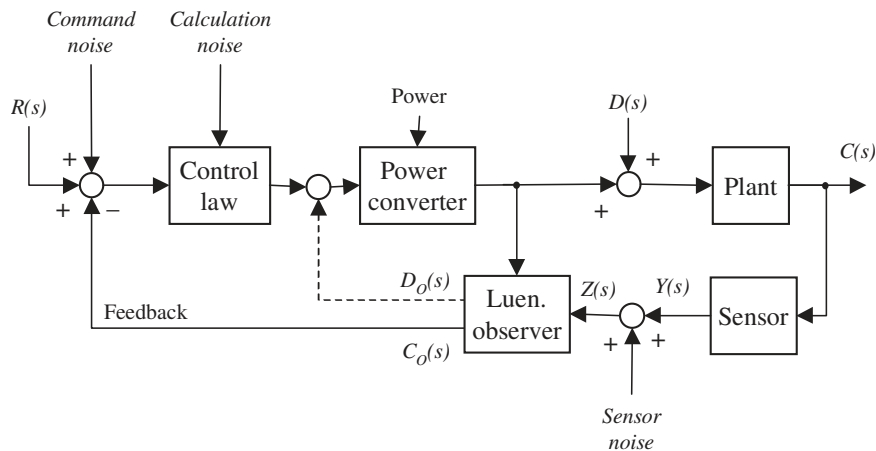 Command
noise
Calculation
noise
R(s)
Power
D(s)
C(s)
+
+
−
Control
law
Power
converter
+
+
Plant
D_O(s)
Feedback
C_O(s)
Luen.
observer
Z(s)
Y(s)
+
+
Sensor
Sensor
noise